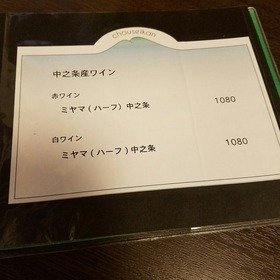 chouseikan
中之条産ワイン
赤ワイン
ミヤマ(ハーフ)中之条 1080
白ワイン
ミヤマ(ハーフ)中之条 1080